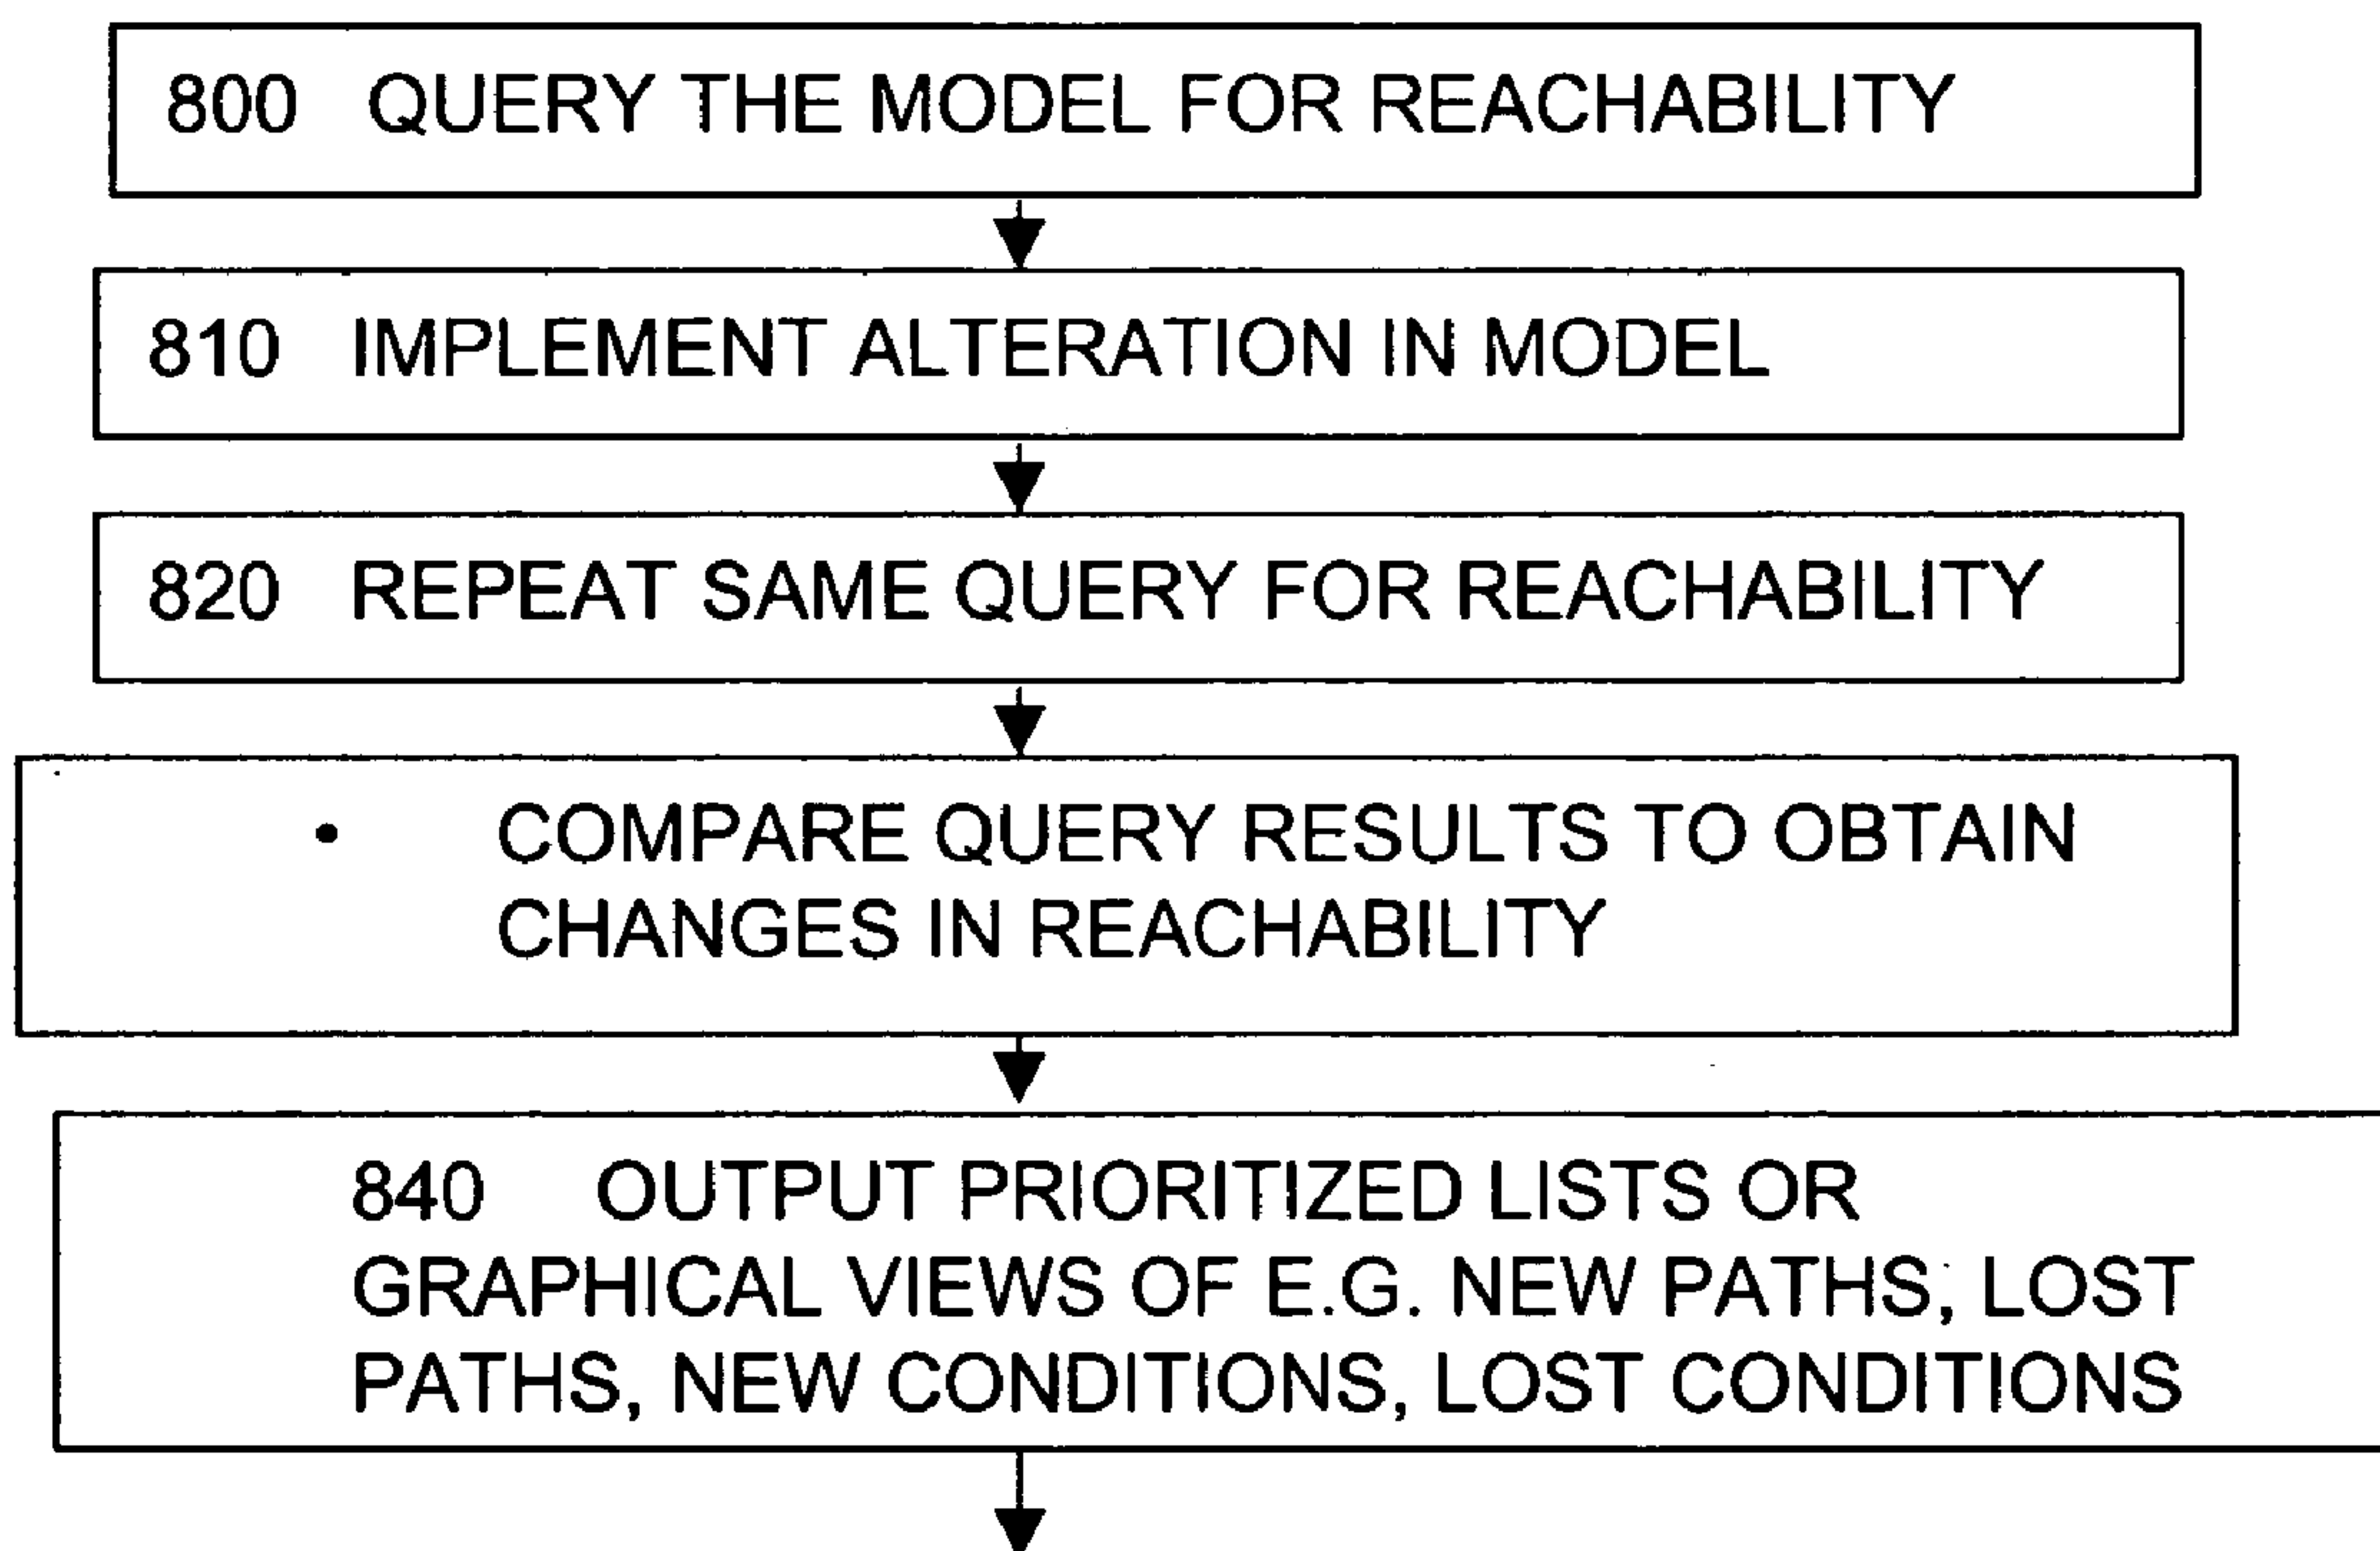 800 QUERY THE MODEL FOR REACHABILITY
810 IMPLEMENT ALTERATION IN MODEL
820 REPEAT SAME QUERY FOR REACHABILITY
• COMPARE QUERY RESULTS TO OBTAIN
CHANGES IN REACHABILITY
840 OUTPUT PRIORITIZED LISTS OR
GRAPHICAL VIEWS OF E.G. NEW PATHS, LOST
PATHS, NEW CONDITIONS, LOST CONDITIONS